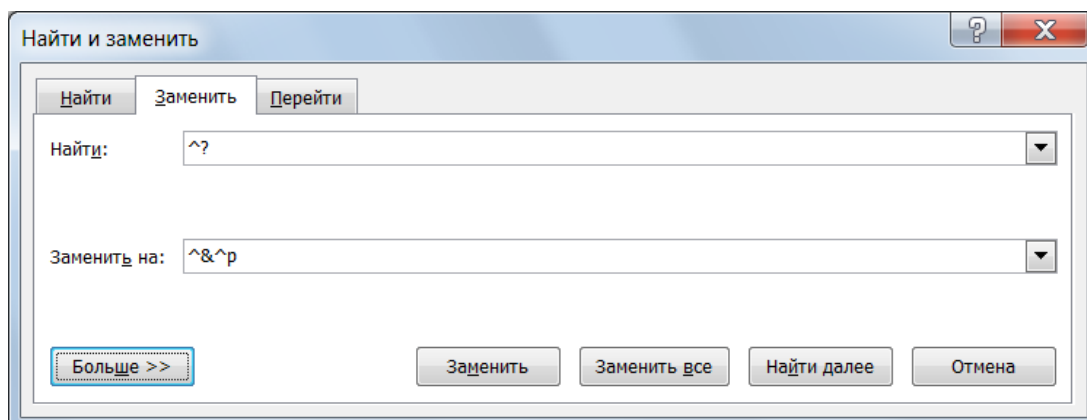 Найти и заменить
Найти Заменить Перейти
Найти: ^?
Заменить на: ^&^p
Больше >> Заменить Заменить все Найти далее Отмена